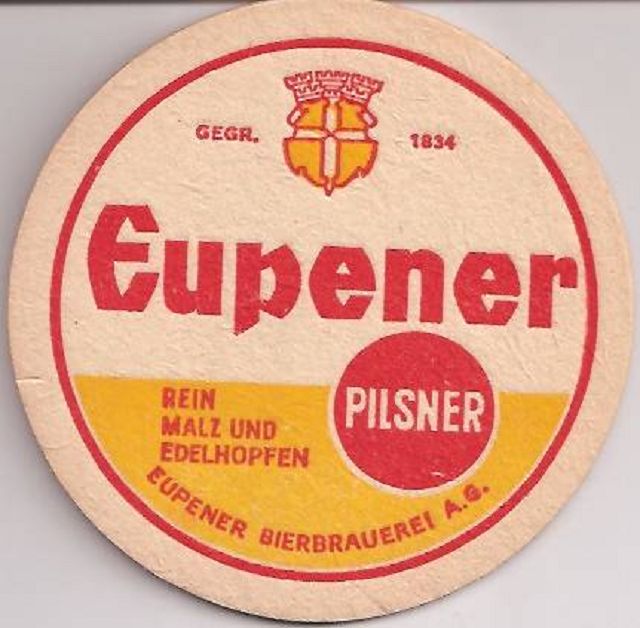 GEGR. 1834
Eupener
PILSNER
REIN
MALZ UND
EDELHOPFEN
EUPENER BIERBRAUEREI A.G.